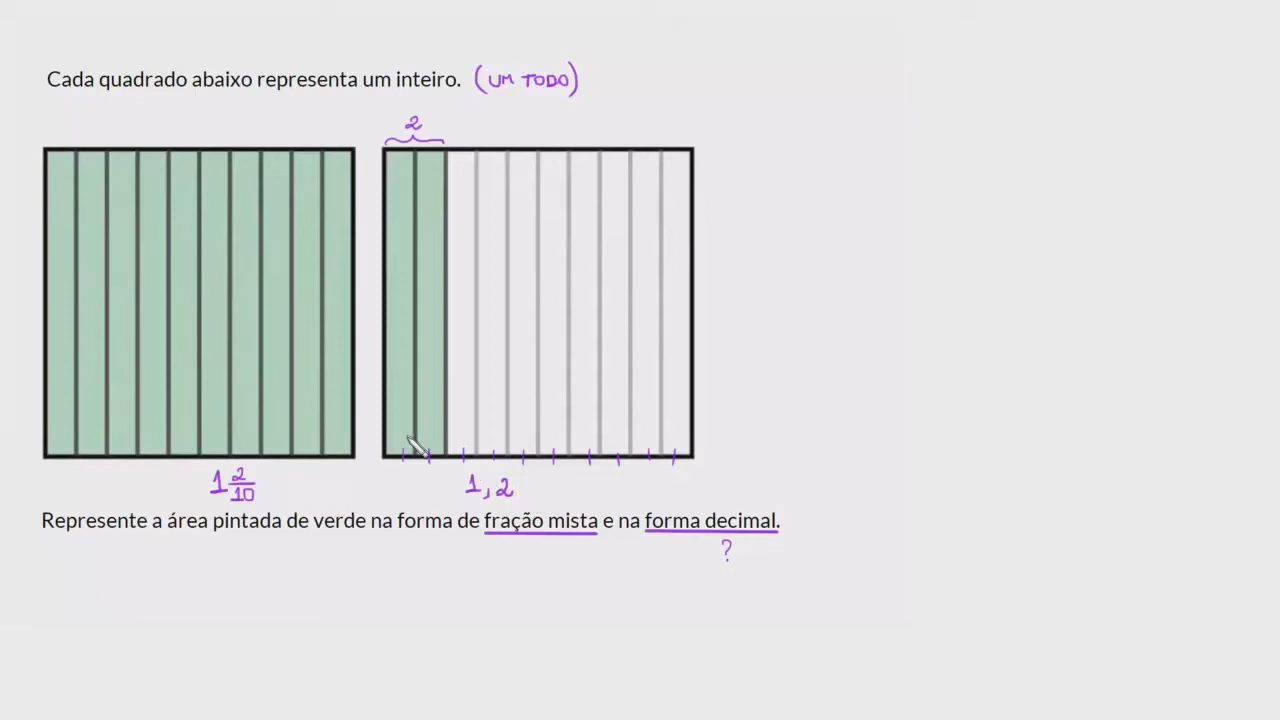 Cada quadrado abaixo representa um inteiro. (UM TODO)
2
1 2/10
1,2
Represente a área pintada de verde na forma de fração mista e na forma decimal.
?